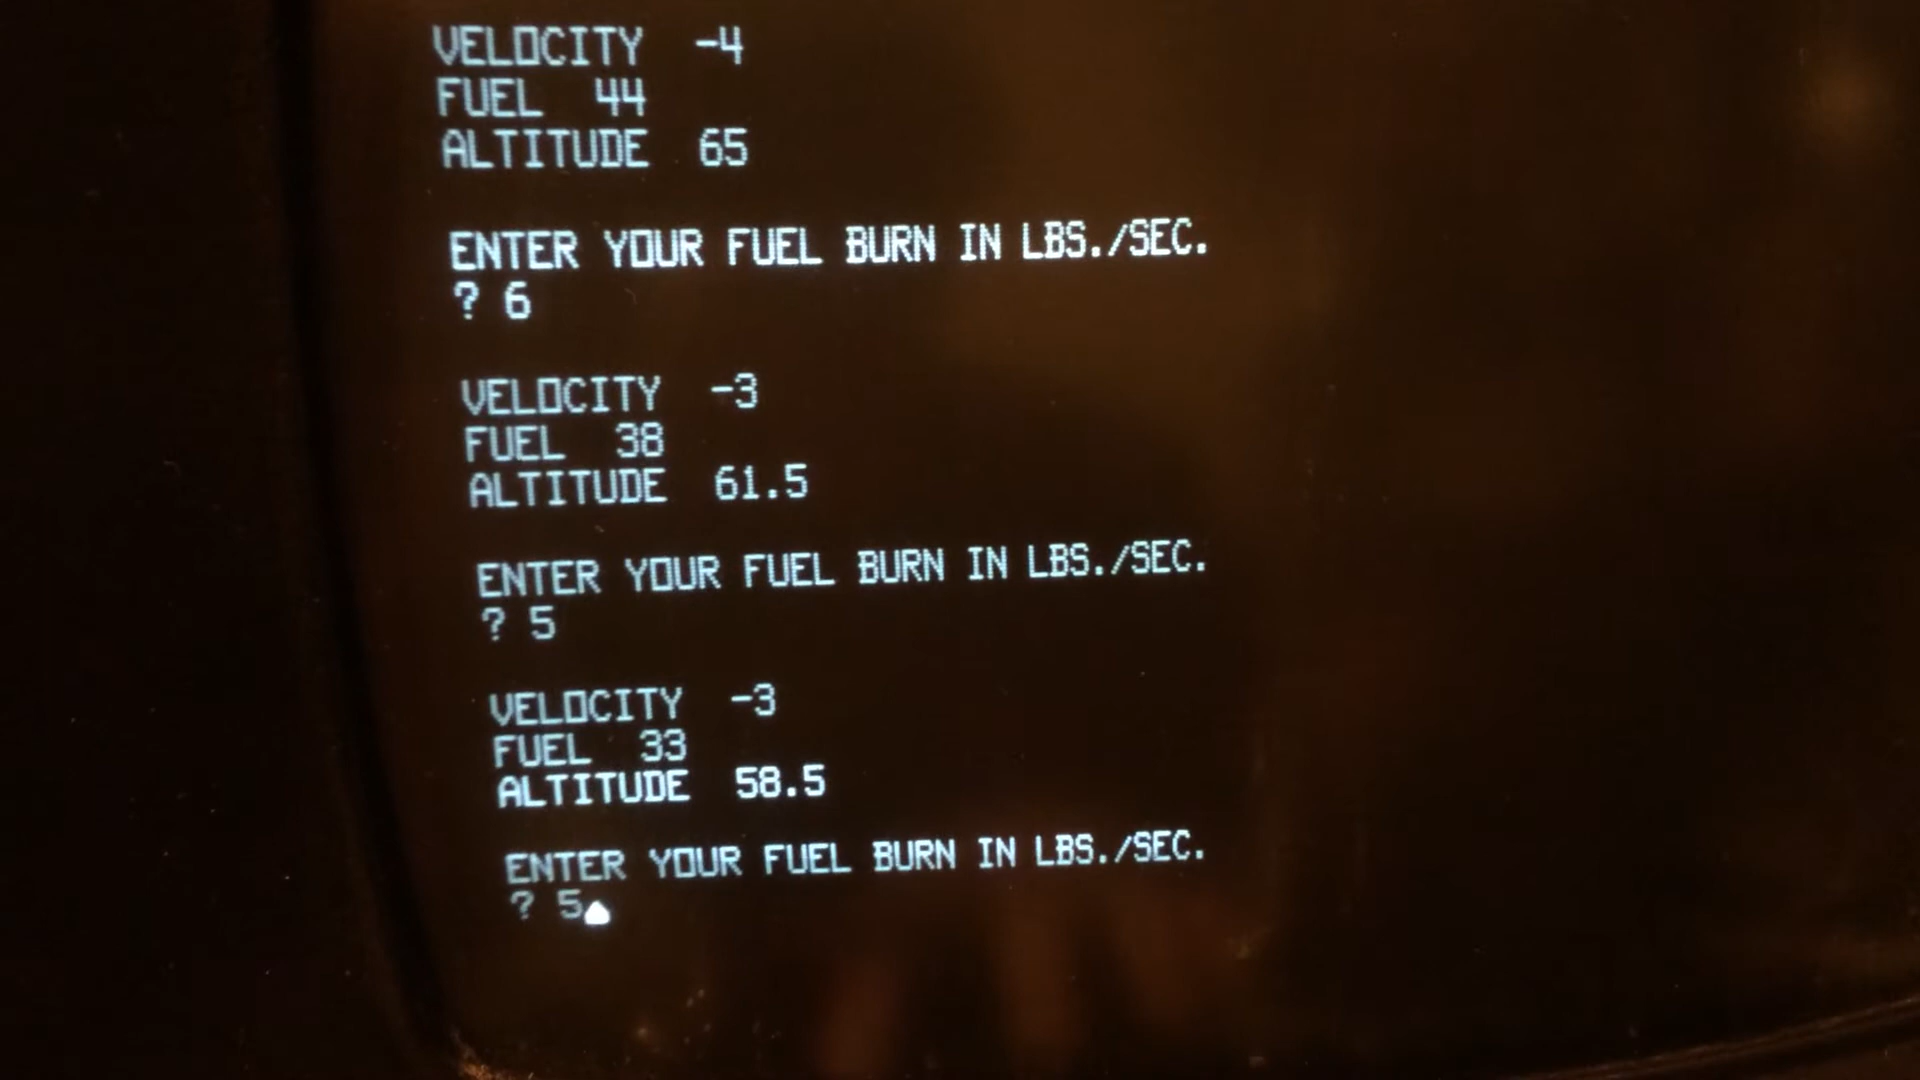 VELOCITY -4
FUEL 44
ALTITUDE 65
ENTER YOUR FUEL BURN IN LBS./SEC.
? 6
VELOCITY -3
FUEL 38
ALTITUDE 61.5
ENTER YOUR FUEL BURN IN LBS./SEC.
? 5
VELOCITY -3
FUEL 33
ALTITUDE 58.5
ENTER YOUR FUEL BURN IN LBS./SEC.
? 5